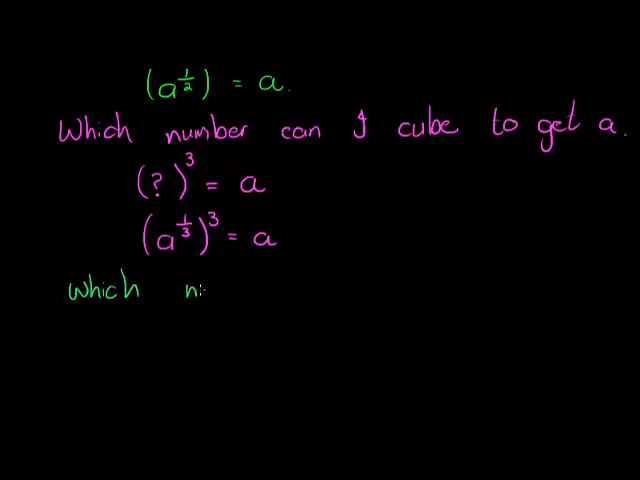 (a^{1/2}) = a.
Which number can I cube to get a.
(?)^3 = a
(a^{1/3})^3 = a
which n